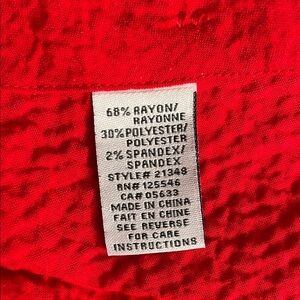 68% RAYON/
RAYONNE
30% POLYESTER/
POLYESTER
2% SPANDEX/
SPANDEX
STYLE# 21348
RN# 125546
CA# 05633
MADE IN CHINA
FAIT EN CHINE
SEE REVERSE
FOR CARE
INSTRUCTIONS